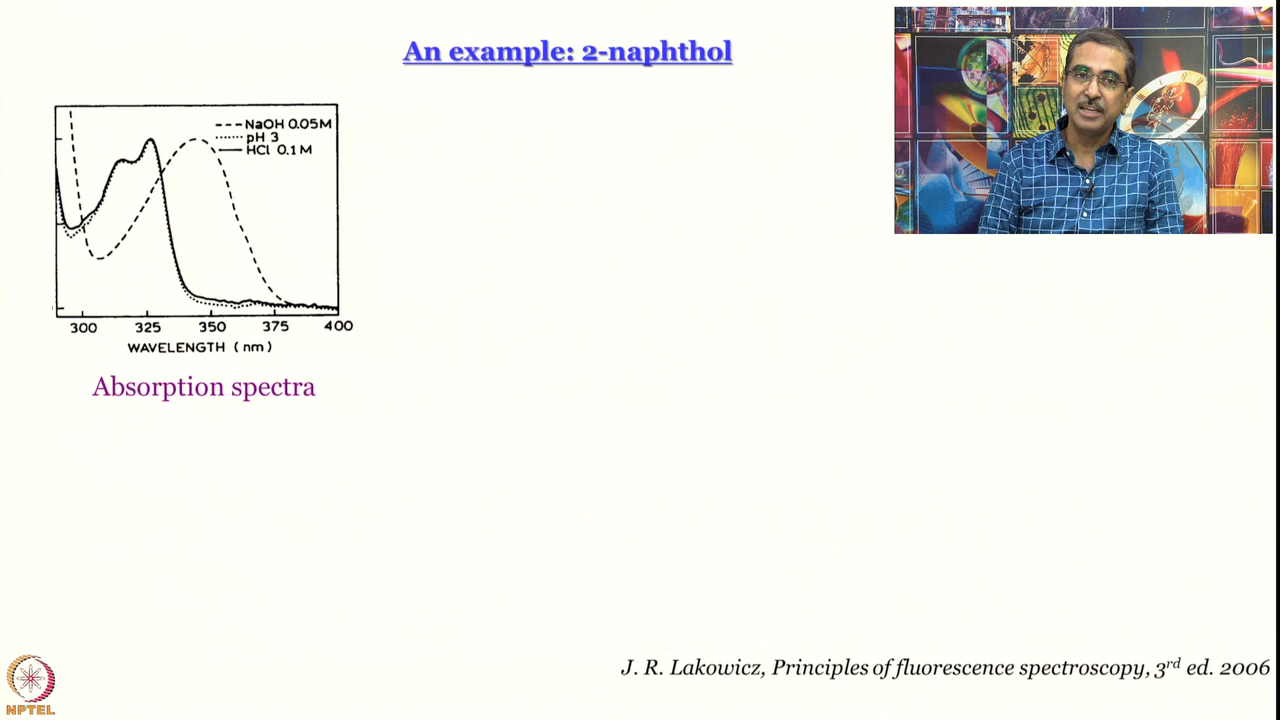 An example: 2-naphthol
NaOH 0.05M
pH 3
HCl 0.1 M
300 325 350 375 400
WAVELENGTH (nm)
Absorption spectra
J. R. Lakowicz, Principles of fluorescence spectroscopy, 3rd ed. 2006
NPTEL